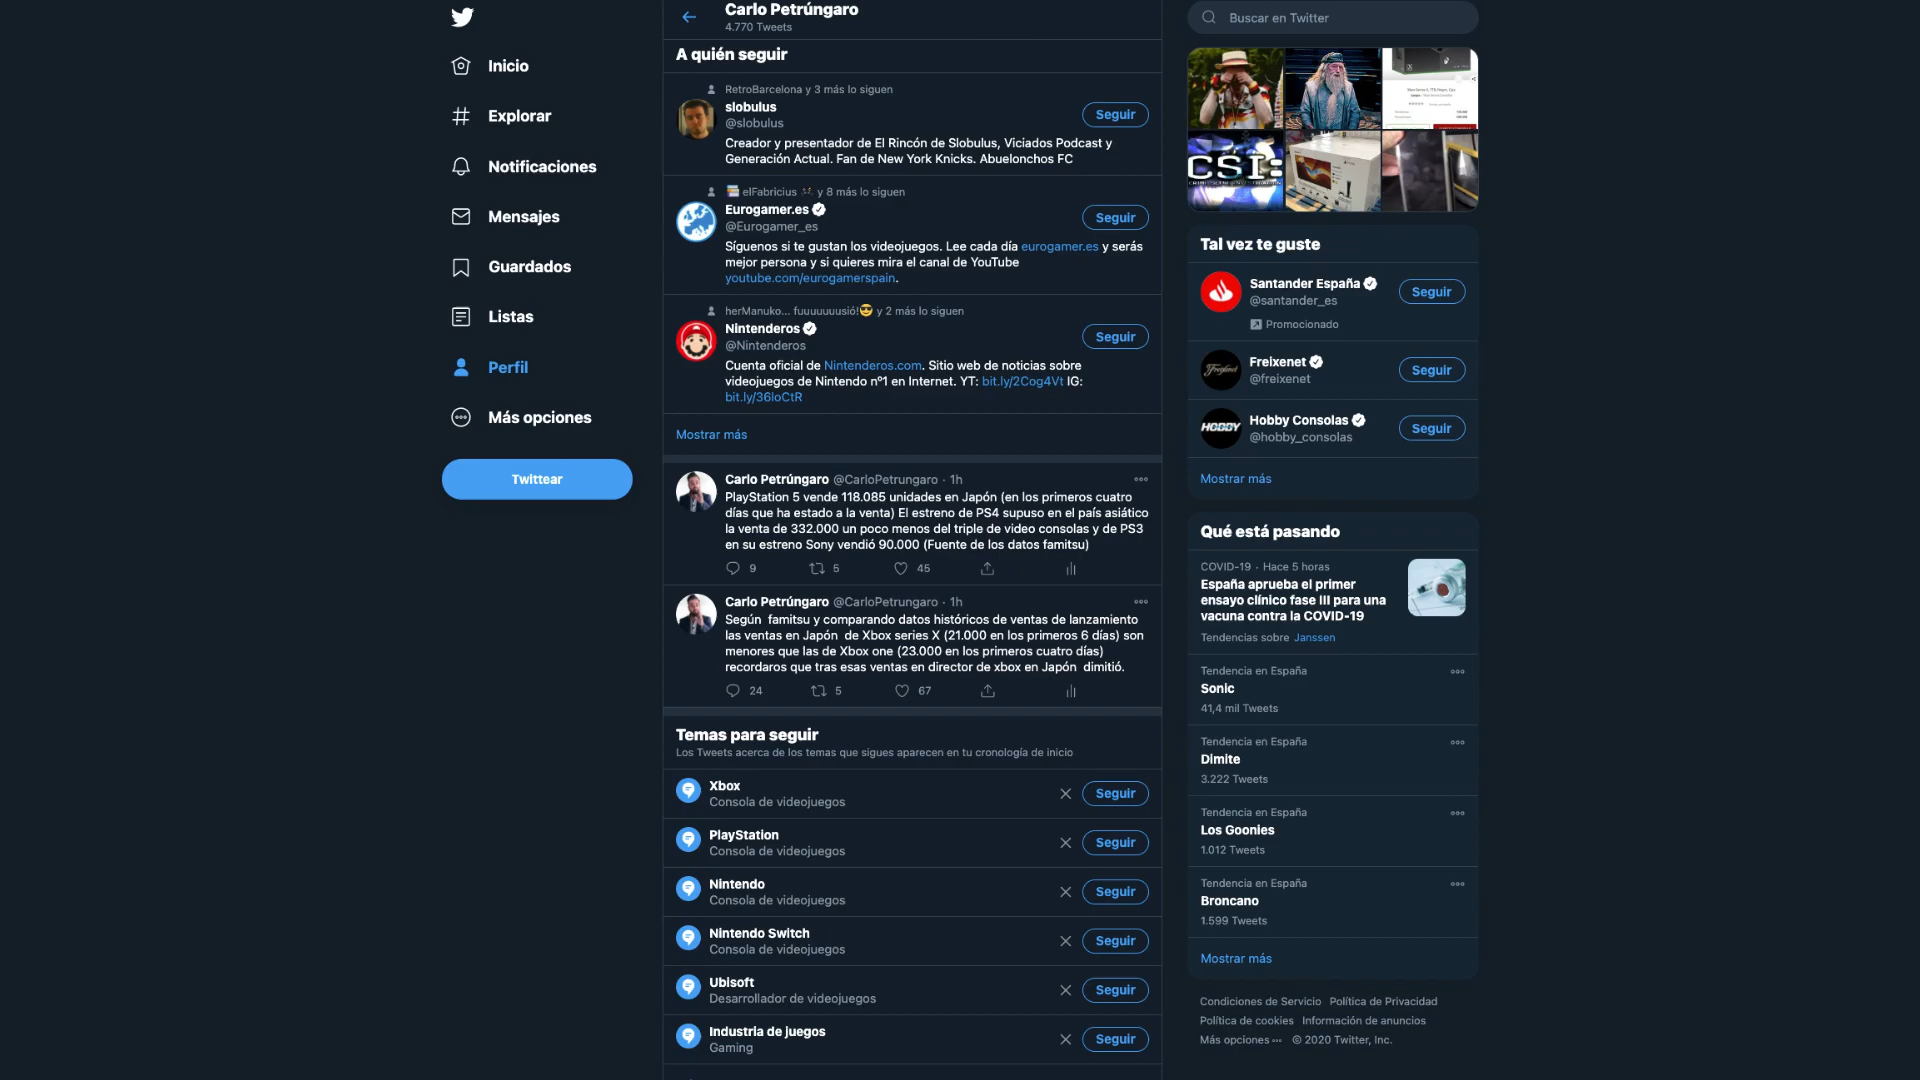 Inicio
Explorar
Notificaciones
Mensajes
Guardados
Listas
Perfil
Más opciones
Twittear
Carlo Petrúngaro
4.770 Tweets
A quién seguir
RetroBarcelona y 3 más lo siguen
slobulus
@slobulus
Seguir
Creador y presentador de El Rincón de Slobulus, Viciados Podcast y
Generación Actual. Fan de New York Knicks. Abuelonchos FC
elFabricius y 8 más lo siguen
Eurogamer.es
@Eurogamer_es
Seguir
Síguenos si te gustan los videojuegos. Lee cada día eurogamer.es y serás
mejor persona y si quieres mira el canal de YouTube
youtube.com/eurogamerspain.
herManuko... fuuuuuuusió!😎 y 2 más lo siguen
Nintenderos
@Nintenderos
Seguir
Cuenta oficial de Nintenderos.com. Sitio web de noticias sobre
videojuegos de Nintendo nº1 en Internet. YT: bit.ly/2Cog4Vt IG:
bit.ly/36loCtR
Mostrar más
Carlo Petrúngaro @CarloPetrungaro · 1h
PlayStation 5 vende 118.085 unidades en Japón (en los primeros cuatro
días que ha estado a la venta) El estreno de PS4 supuso en el país asiático
la venta de 332.000 un poco menos del triple de video consolas y de PS3
en su estreno Sony vendió 90.000 (Fuente de los datos famitsu)
9 5 45
Carlo Petrúngaro @CarloPetrungaro · 1h
Según famitsu y comparando datos históricos de ventas de lanzamiento
las ventas en Japón de Xbox series X (21.000 en los primeros 6 días) son
menores que las de Xbox one (23.000 en los primeros cuatro días)
recordaros que tras esas ventas en director de xbox en Japón dimitió.
24 5 67
Temas para seguir
Los Tweets acerca de los temas que sigues aparecen en tu cronología de inicio
Xbox
Consola de videojuegos
Seguir
PlayStation
Consola de videojuegos
Seguir
Nintendo
Consola de videojuegos
Seguir
Nintendo Switch
Consola de videojuegos
Seguir
Ubisoft
Desarrollador de videojuegos
Seguir
Industria de juegos
Gaming
Seguir
Buscar en Twitter
CSI:
Tal vez te guste
Santander España
@santander_es
Seguir
Promocionado
Freixenet
Freixenet
@freixenet
Seguir
HOBBY
Hobby Consolas
@hobby_consolas
Seguir
Mostrar más
Qué está pasando
COVID-19 · Hace 5 horas
España aprueba el primer
ensayo clínico fase III para una
vacuna contra la COVID-19
Tendencias sobre Janssen
Tendencia en España
Sonic
41,4 mil Tweets
Tendencia en España
Dimite
3.222 Tweets
Tendencia en España
Los Goonies
1.012 Tweets
Tendencia en España
Broncano
1.599 Tweets
Mostrar más
Condiciones de Servicio Política de Privacidad
Política de cookies Información de anuncios
Más opciones ··· © 2020 Twitter, Inc.